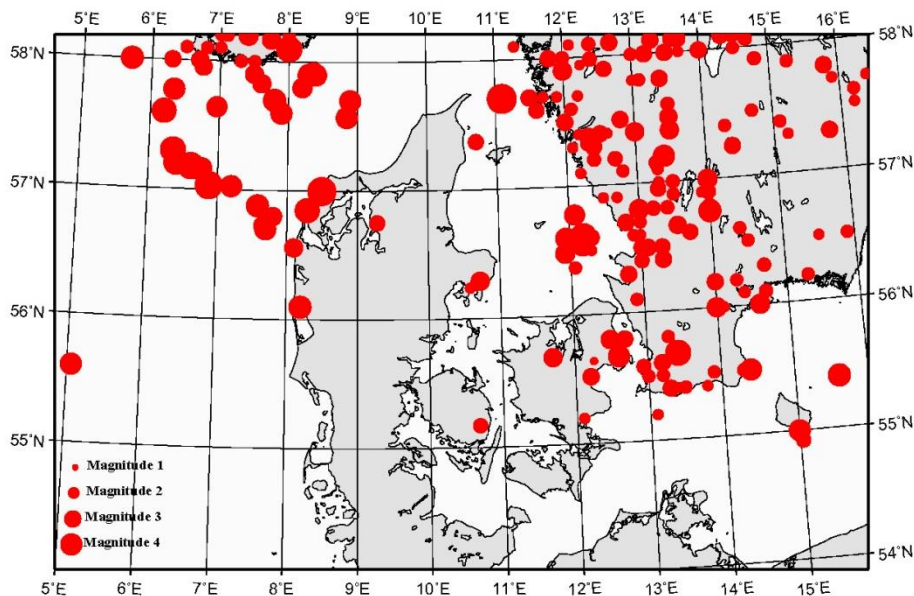 5°E 6°E 7°E 8°E 9°E 10°E 11°E 12°E 13°E 14°E 15°E 16°E
58°N 58°N
57°N 57°N
56°N 56°N
55°N 55°N
Magnitude 1
Magnitude 2
Magnitude 3
Magnitude 4
54°N
5°E 6°E 7°E 8°E 9°E 10°E 11°E 12°E 13°E 14°E 15°E